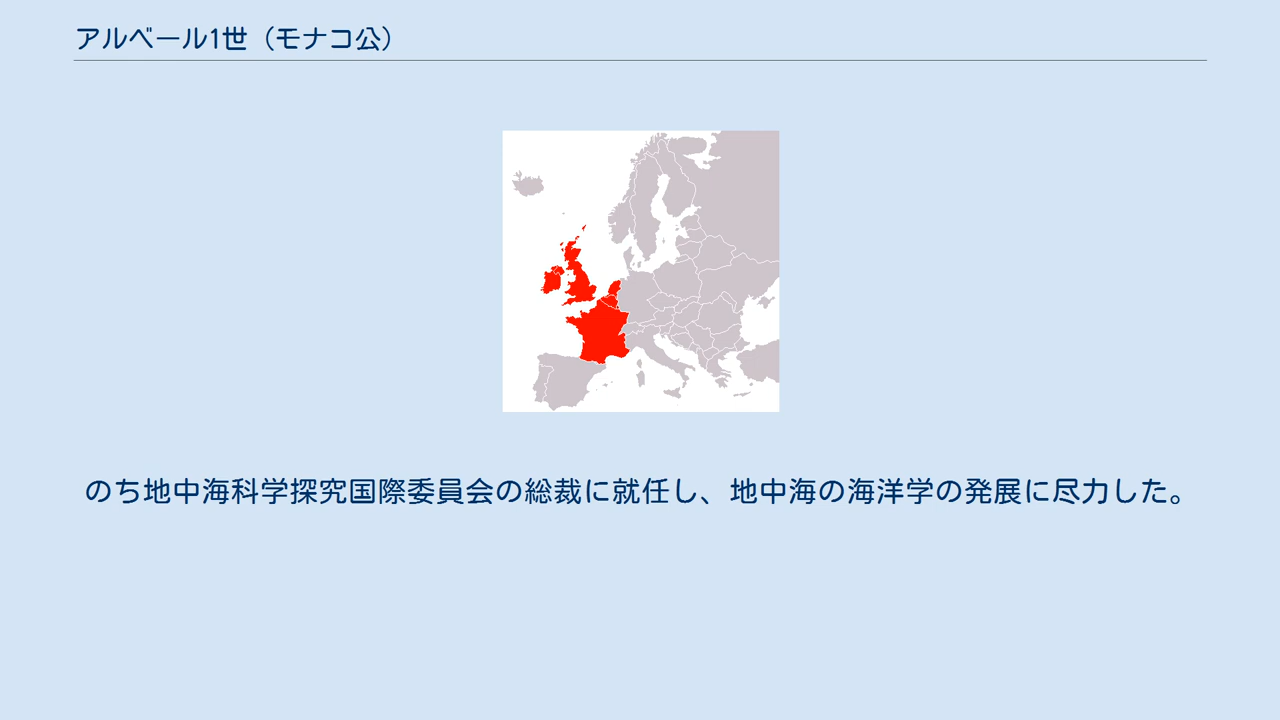 アルベール1世（モナコ公）
のち地中海科学探究国際委員会の総裁に就任し、地中海の海洋学の発展に尽力した。